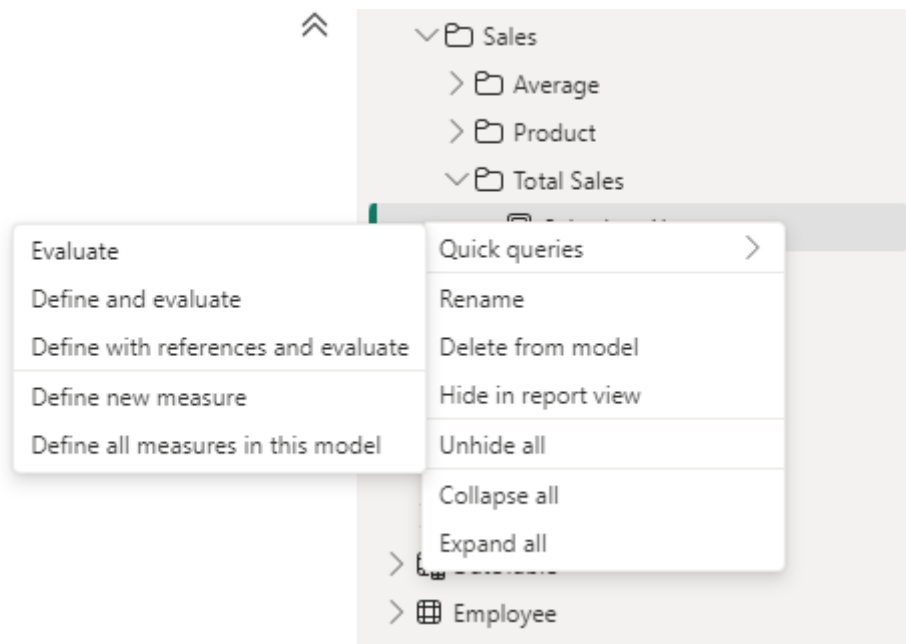 Sales
Average
Product
Total Sales
Evaluate
Define and evaluate
Define with references and evaluate
Define new measure
Define all measures in this model
Quick queries
Rename
Delete from model
Hide in report view
Unhide all
Collapse all
Expand all
Employee